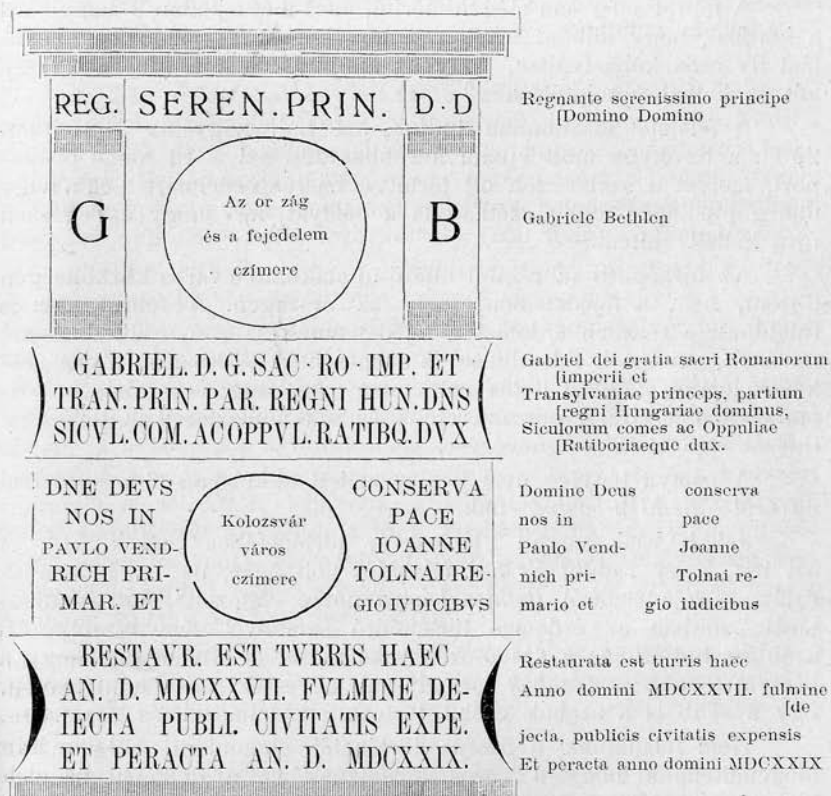 REG. SEREN. PRIN. D·D
G B
Az or zág
és a fejedelem
czímere
GABRIEL D. G. SAC · RO · IMP. ET
TRAN. PRIN. PAR. REGNI HUN. DNS
SICVL. COM. AC OPPVL. RATIBQ. DVX
DNE DEVS CONSERVA
NOS IN PACE
PAVLO VEND- IOANNE
RICH PRI- TOLNAI RE-
MAR. ET GIO IVDICIBVS
Kolozsvár
város
czímere
RESTAVR. EST TVRRIS HAEC
AN. D. MDCXXVII. FVLMINE DE-
IECTA PUBLI. CIVITATIS EXPE.
ET PERACTA AN. D. MDCXXIX.
Regnante serenissimo principe
[Domino Domino
Gabriele Bethlen
Gabriel dei gratia sacri Romanorum
[imperii et
Transylvaniae princeps, partium
[regni Hungariae dominus,
Siculorum comes ac Oppuliae
[Ratiboriaeque dux.
Domine Deus conserva
nos in pace
Paulo Vend- Joanne
nich pri- Tolnai re-
mario et gio iudicibus
Restaurata est turris haec
Anno domini MDCXXVII. fulmine
[de
jecta, publicis civitatis expensis
Et peracta anno domini MDCXXIX